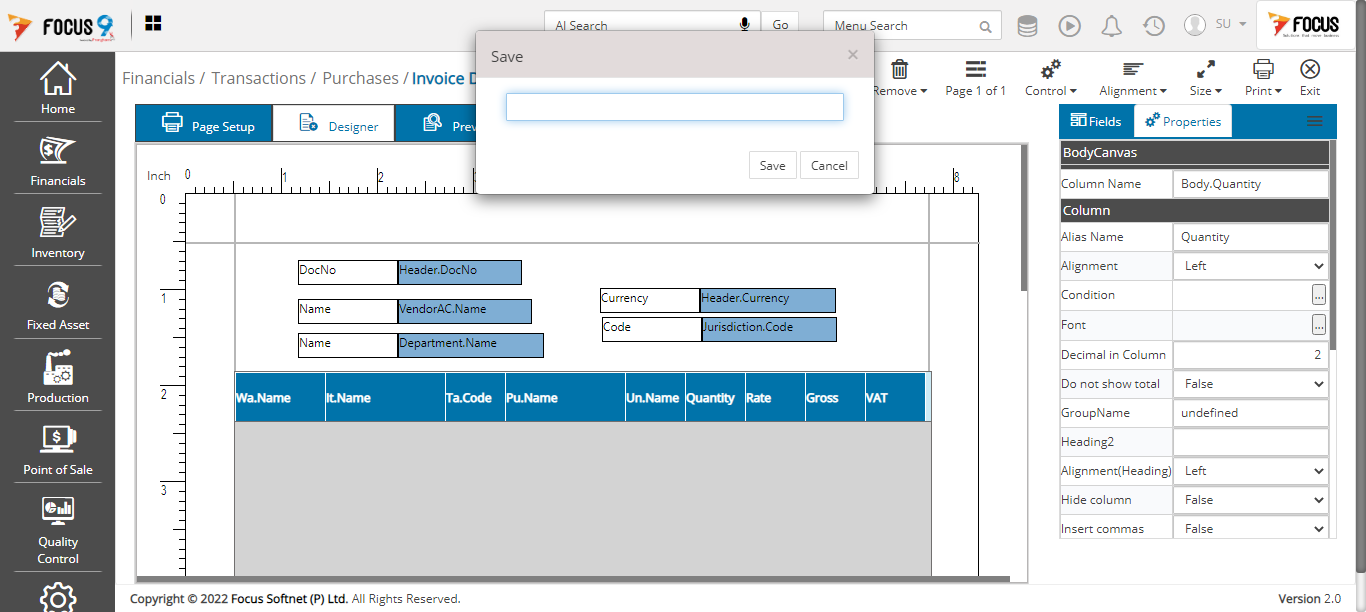 FOCUS 9
AI Search
Go
Menu Search
SU
FOCUS
Save
×
Save
Cancel
Financials / Transactions / Purchases / Invoice D
Remove
Page 1 of 1
Control
Alignment
Size
Print
Exit
Home
Financials
Inventory
Fixed Asset
Production
Point of Sale
Quality
Control
Page Setup
Designer
Prev
Inch
0
1
2
8
0
1
2
3
DocNo
Header.DocNo
Name
VendorAC.Name
Name
Department.Name
Currency
Header.Currency
Code
Jurisdiction.Code
Wa.Name
It.Name
Ta.Code
Pu.Name
Un.Name
Quantity
Rate
Gross
VAT
Fields
Properties
BodyCanvas
Column Name
Body.Quantity
Column
Alias Name
Quantity
Alignment
Left
Condition
...
Font
...
Decimal in Column
2
Do not show total
False
GroupName
undefined
Heading2
Alignment(Heading)
Left
Hide column
False
Insert commas
False
Copyright © 2022 Focus Softnet (P) Ltd. All Rights Reserved.
Version 2.0